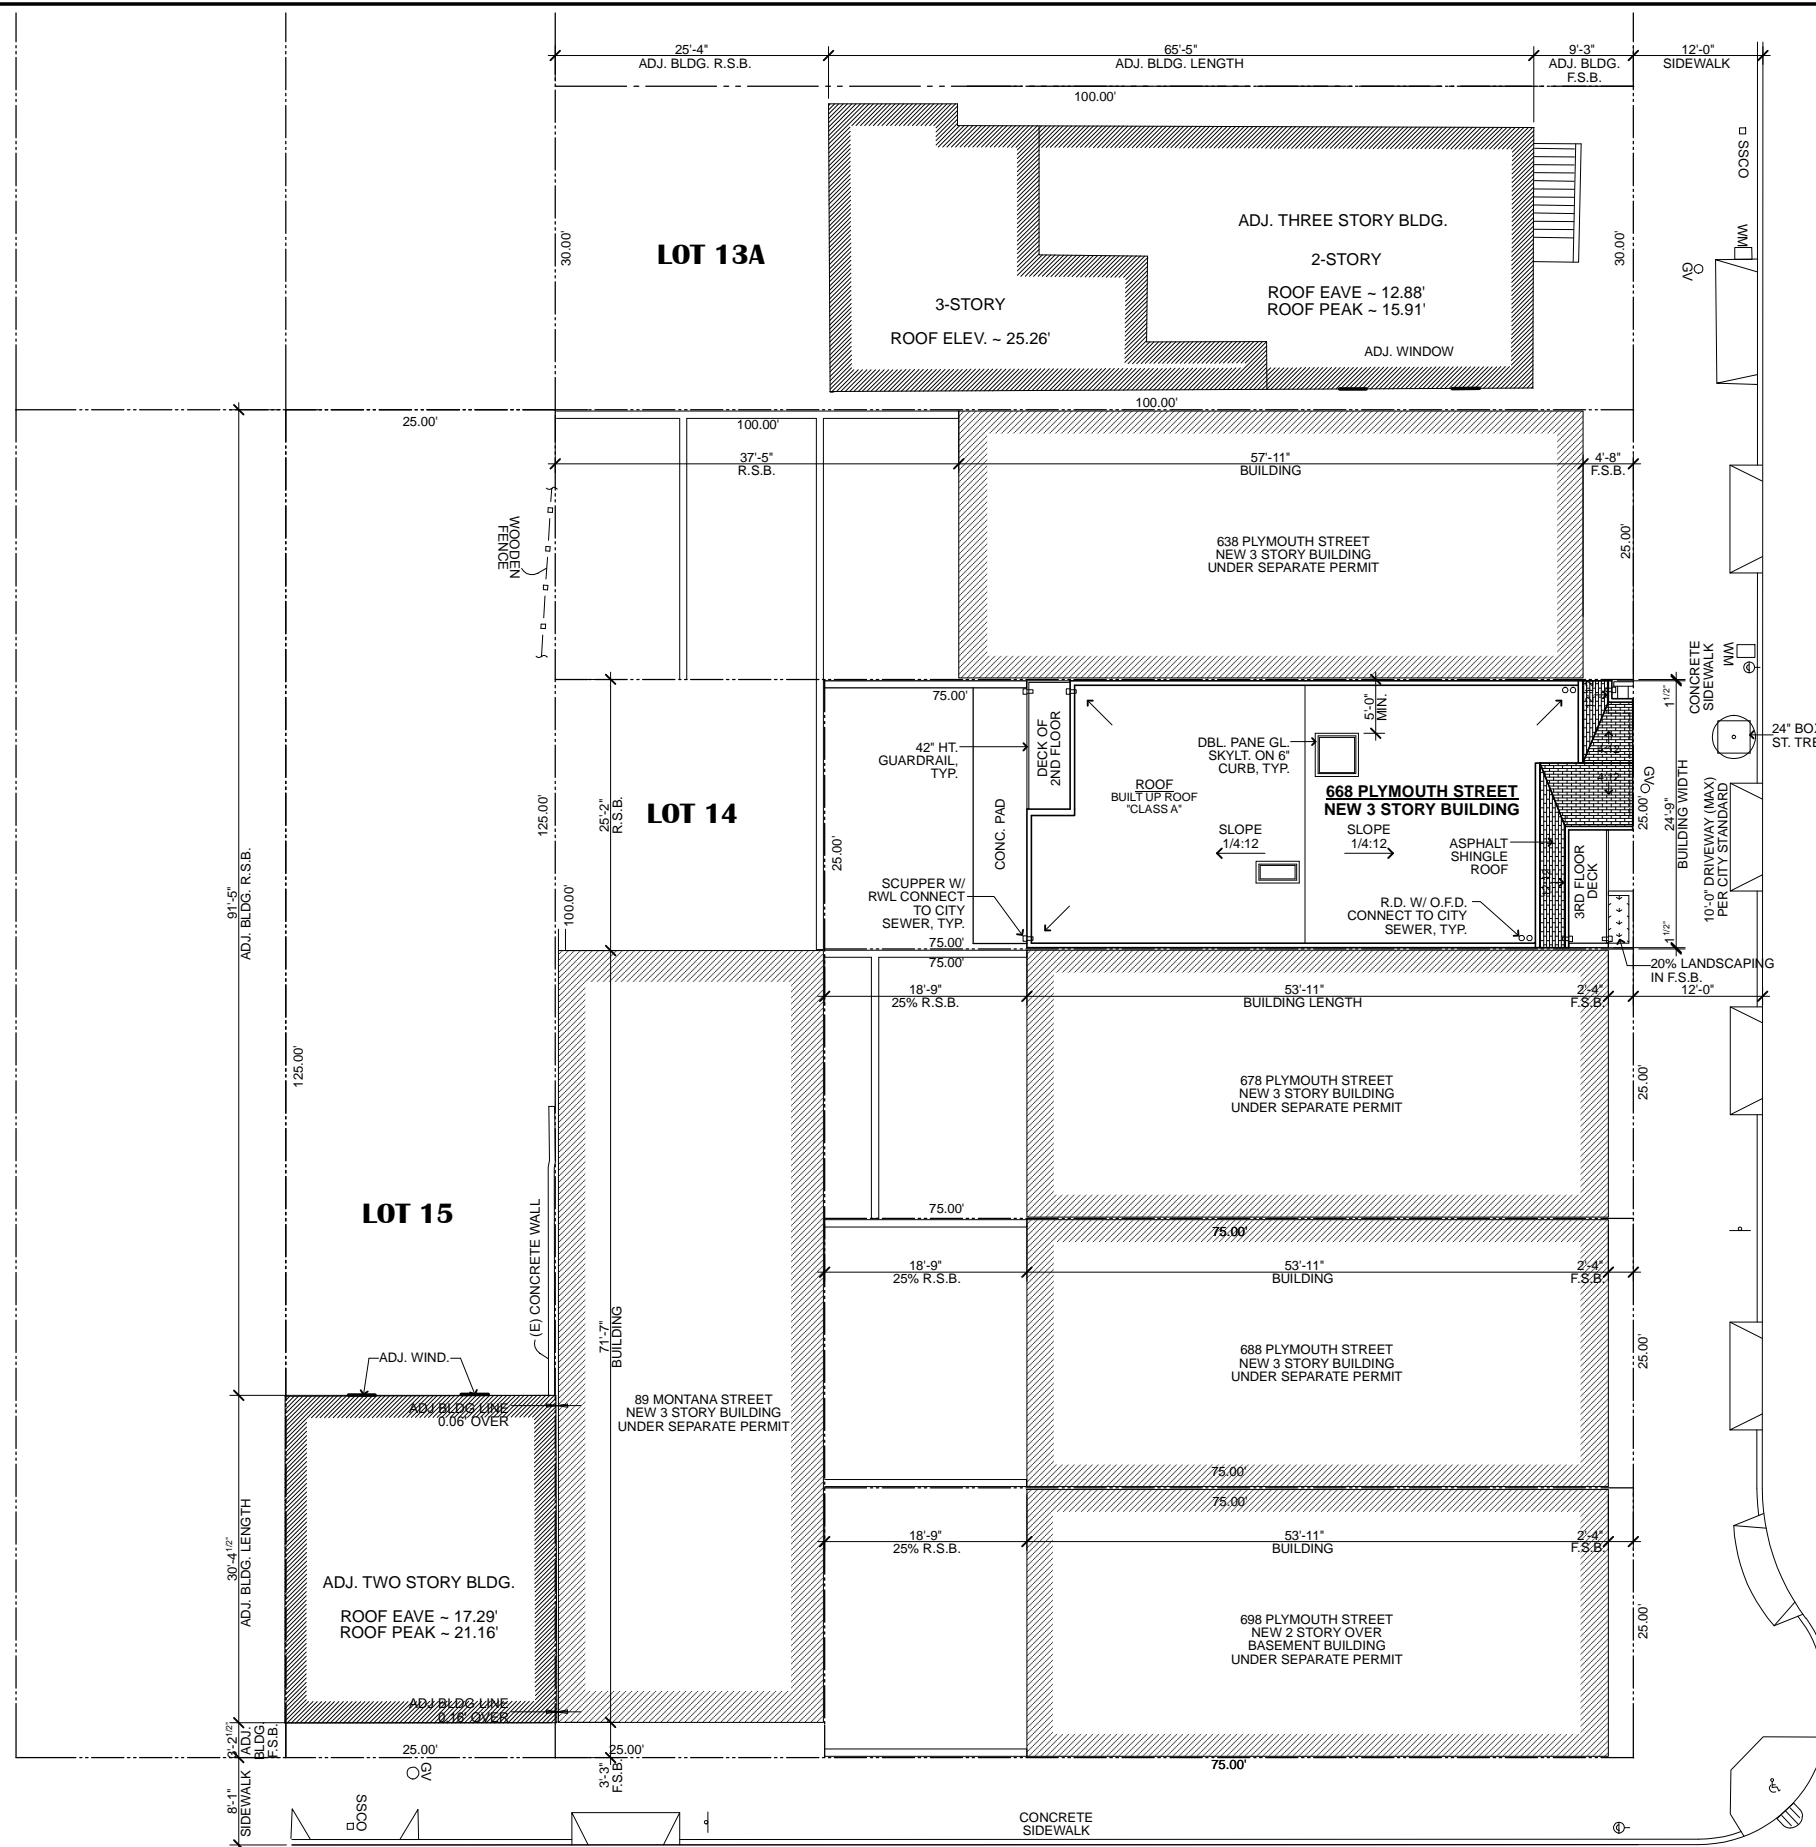 25'-4"
ADJ. BLDG. R.S.B.
65'-5"
ADJ. BLDG. LENGTH
9'-3"
ADJ. BLDG.
F.S.B.
12'-0"
SIDEWALK
100.00'
SSCO
WM
GV
30.00'
LOT 13A
ADJ. THREE STORY BLDG.
2-STORY
ROOF EAVE ~ 12.88'
ROOF PEAK ~ 15.91'
30.00'
3-STORY
ROOF ELEV. ~ 25.26'
ADJ. WINDOW
100.00'
25.00'
100.00'
37'-5"
R.S.B.
57'-11"
BUILDING
4'-8"
F.S.B.
WOODEN
FENCE
638 PLYMOUTH STREET
NEW 3 STORY BUILDING
UNDER SEPARATE PERMIT
25.00'
CONCRETE
SIDEWALK
WM
75.00'
5'-0"
MIN.
1 1/2"
24" BOX
ST. TRE
42" HT.
GUARDRAIL,
TYP.
DECK OF
2ND FLOOR
DBL. PANE GL.
SKYLT. ON 6"
CURB, TYP.
ROOF
BUILT UP ROOF
"CLASS A"
668 PLYMOUTH STREET
NEW 3 STORY BUILDING
GV
125.00'
25'-2"
R.S.B.
LOT 14
25.00'
CONC. PAD
SLOPE
1/4:12
SLOPE
1/4:12
ASPHALT
SHINGLE
ROOF
3RD FLOOR
DECK
25.00'
24'-9"
BUILDING WIDTH
10'-0" DRIVEWAY (MAX)
PER CITY STANDARD
SCUPPER W/
RWL CONNECT
TO CITY
SEWER, TYP.
R.D. W/ O.F.D.
CONNECT TO CITY
SEWER, TYP.
1 1/2"
91'-5"
ADJ. BLDG. R.S.B.
100.00'
75.00'
75.00'
20% LANDSCAPING
IN F.S.B.
18'-9"
25% R.S.B.
53'-11"
BUILDING LENGTH
2'-4"
F.S.B.
12'-0"
125.00'
678 PLYMOUTH STREET
NEW 3 STORY BUILDING
UNDER SEPARATE PERMIT
25.00'
LOT 15
(E) CONCRETE WALL
75.00'
75.00'
18'-9"
25% R.S.B.
53'-11"
BUILDING
2'-4"
F.S.B.
71'-7"
BUILDING
ADJ. WIND.
688 PLYMOUTH STREET
NEW 3 STORY BUILDING
UNDER SEPARATE PERMIT
25.00'
ADJ BLDG LINE
0.06' OVER
89 MONTANA STREET
NEW 3 STORY BUILDING
UNDER SEPARATE PERMIT
75.00'
75.00'
18'-9"
25% R.S.B.
53'-11"
BUILDING
2'-4"
F.S.B.
30'-4 1/2"
ADJ. BLDG. LENGTH
ADJ. TWO STORY BLDG.
ROOF EAVE ~ 17.29'
ROOF PEAK ~ 21.16'
698 PLYMOUTH STREET
NEW 2 STORY OVER
BASEMENT BUILDING
UNDER SEPARATE PERMIT
25.00'
ADJ BLDG LINE
0.16' OVER
3'-2 1/2"
ADJ.
BLDG.
F.S.B.
25.00'
25.00'
75.00'
GV
3'-3"
F.S.B.
8'-1"
SIDEWALK
SSCO
CONCRETE
SIDEWALK